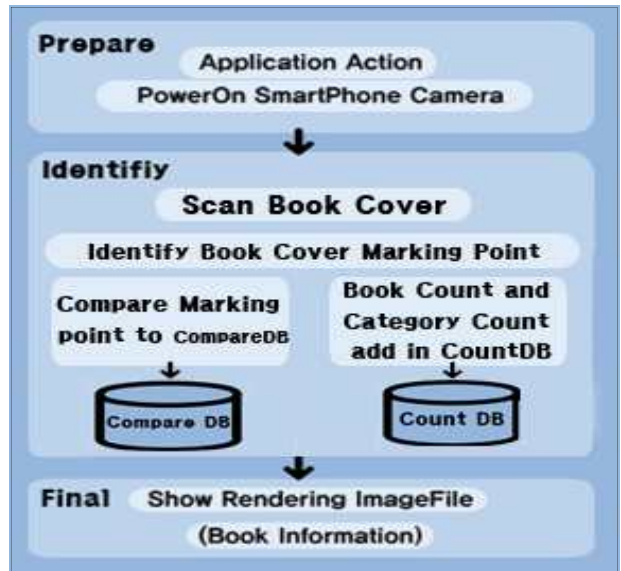 Prepare
Application Action
PowerOn SmartPhone Camera
Identifiy
Scan Book Cover
Identify Book Cover Marking Point
Compare Marking
point to CompareDB
Book Count and
Category Count
add in CountDB
Compare DB
Count DB
Final
Show Rendering ImageFile
(Book Information)